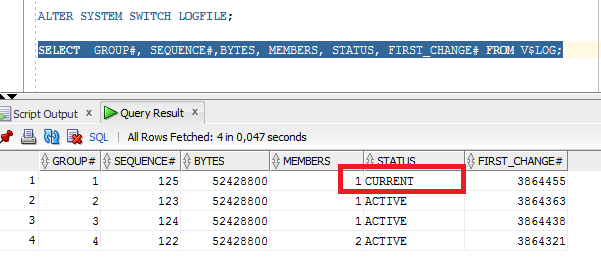 ALTER SYSTEM SWITCH LOGFILE;
SELECT GROUP#, SEQUENCE#,BYTES, MEMBERS, STATUS, FIRST_CHANGE# FROM V$LOG;
Script Output x Query Result x
SQL | All Rows Fetched: 4 in 0,047 seconds
GROUP# SEQUENCE# BYTES MEMBERS STATUS FIRST_CHANGE#
1 1 125 52428800 1 CURRENT 3864455
2 2 123 52428800 1 ACTIVE 3864363
3 3 124 52428800 1 ACTIVE 3864438
4 4 122 52428800 2 ACTIVE 3864321